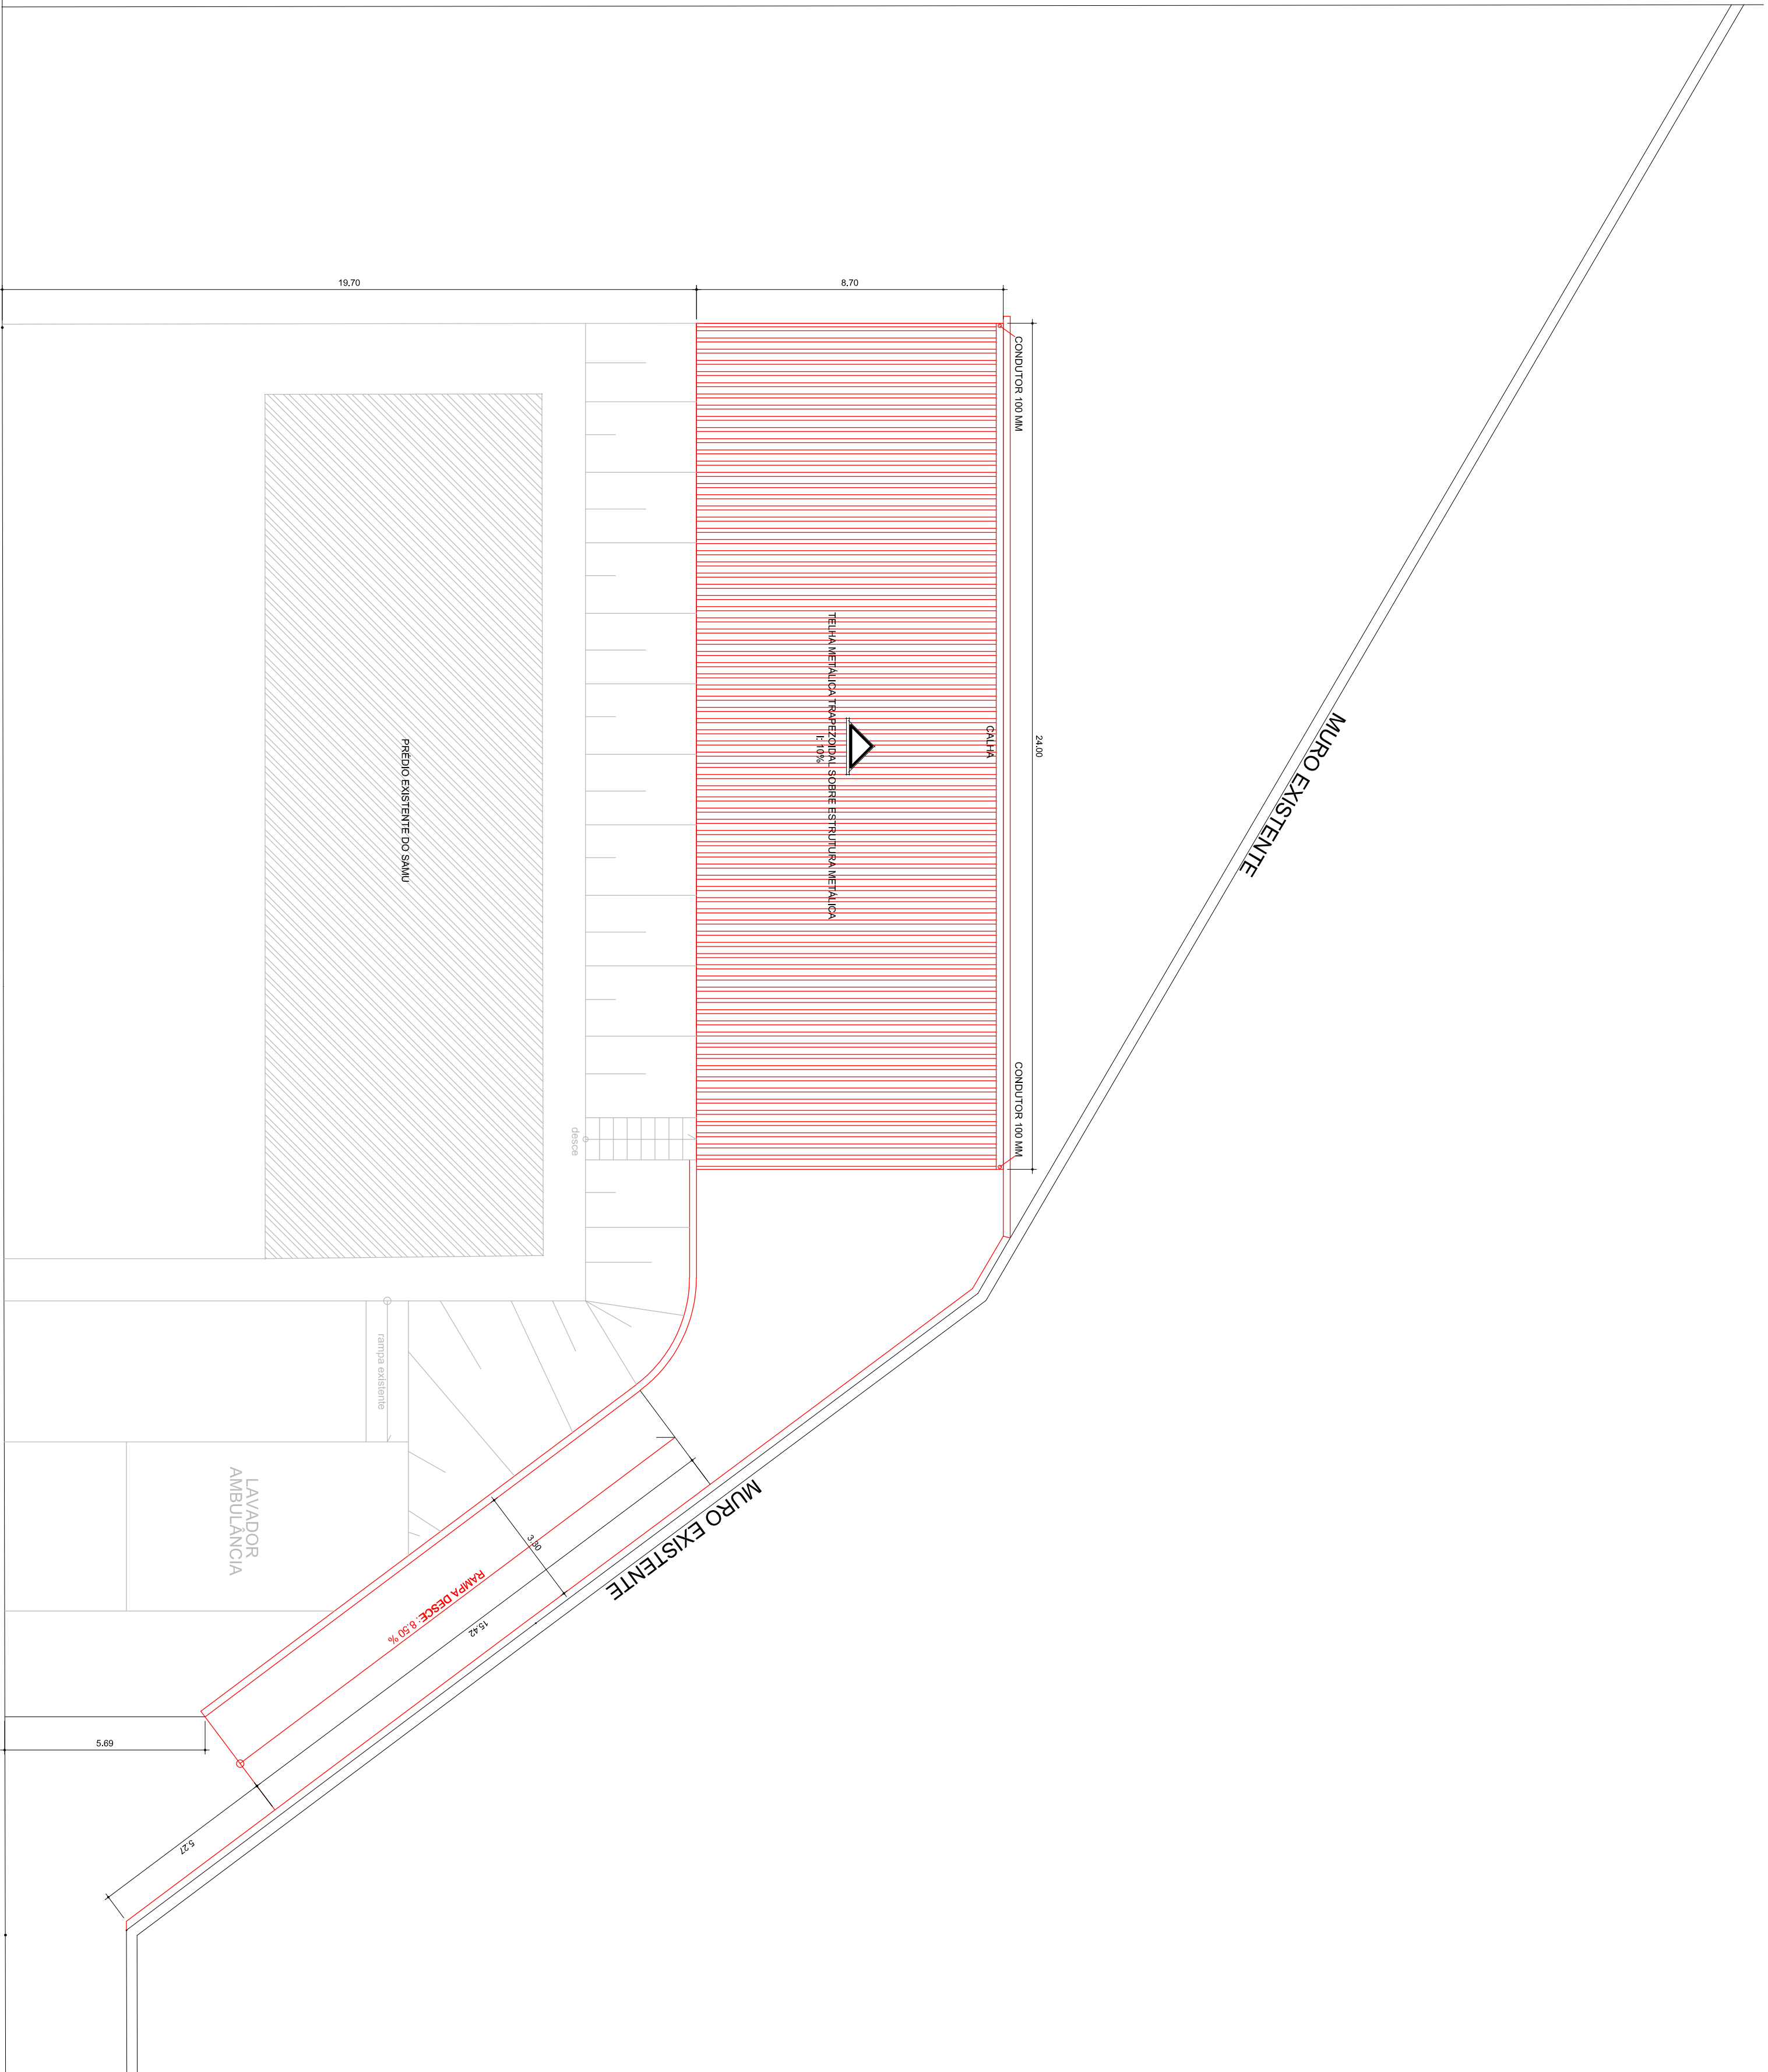 19.70
8.70
CONDUTOR 100 MM
TELHA METÁLICA TRAPEZOIDAL SOBRE ESTRUTURA METÁLICA
I: 10%
CALHA
24.00
MURO EXISTENTE
PRÉDIO EXISTENTE DO SAMU
CONDUTOR 100 MM
desce
rampa existente
LAVADOR
AMBULÂNCIA
MURO EXISTENTE
3.30
RAMPA DESCE: 8.50 %
15.42
5.69
5.27